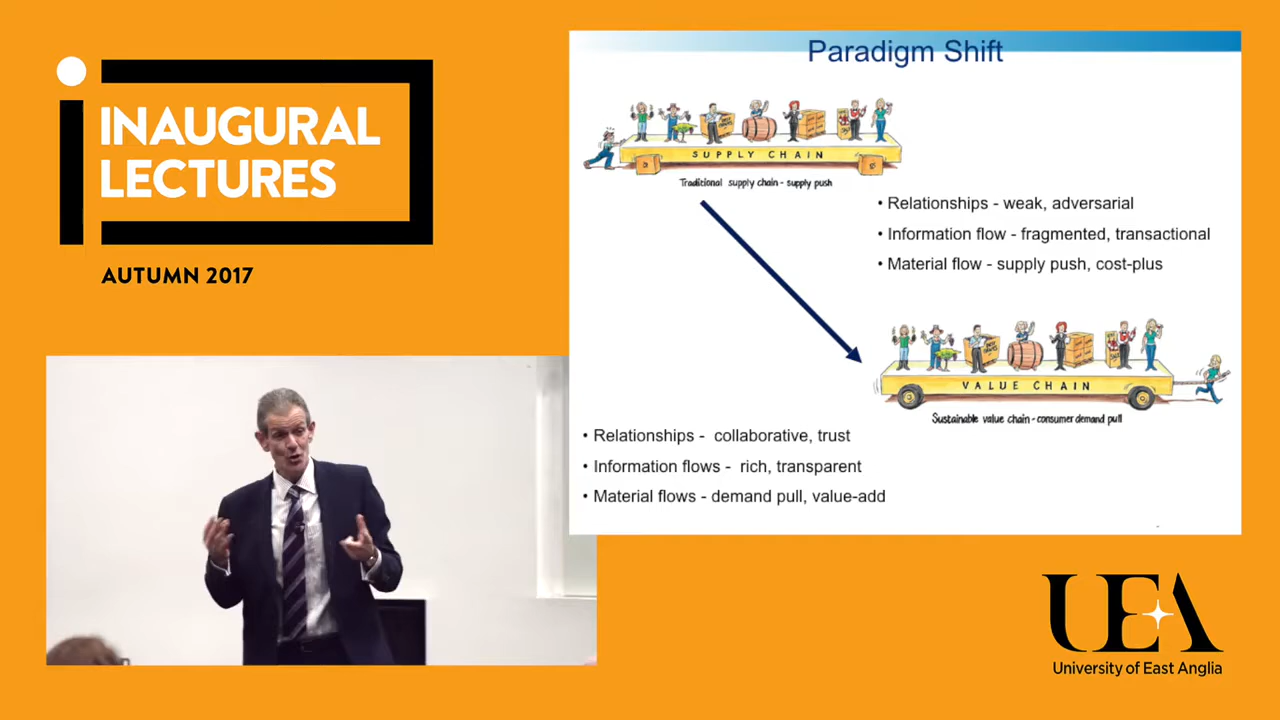 INAUGURAL
LECTURES
AUTUMN 2017
Paradigm Shift
SUPPLY CHAIN
Traditional supply chain - supply push
• Relationships - weak, adversarial
• Information flow - fragmented, transactional
• Material flow - supply push, cost-plus
VALUE CHAIN
Sustainable value chain - consumer demand pull
• Relationships - collaborative, trust
• Information flows - rich, transparent
• Material flows - demand pull, value-add
UEA
University of East Anglia